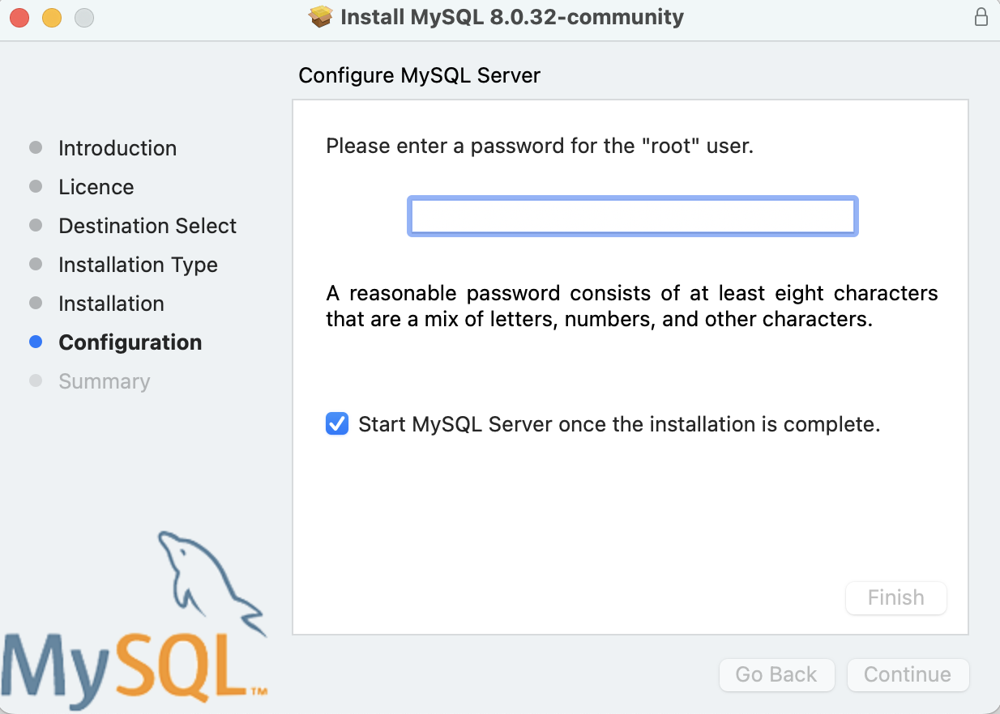 Install MySQL 8.0.32-community
Configure MySQL Server
Introduction
Licence
Destination Select
Installation Type
Installation
Configuration
Summary
Please enter a password for the "root" user.
A reasonable password consists of at least eight characters
that are a mix of letters, numbers, and other characters.
Start MySQL Server once the installation is complete.
Finish
MySQL™
Go Back
Continue